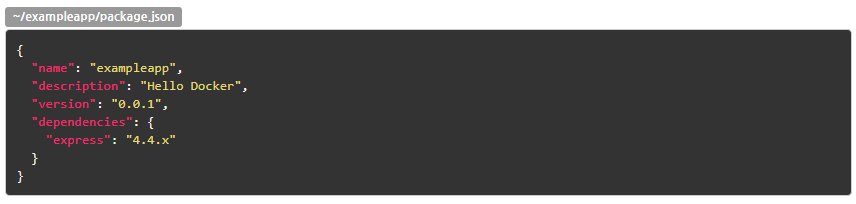 ~/exampleapp/package.json
{
  "name": "exampleapp",
  "description": "Hello Docker",
  "version": "0.0.1",
  "dependencies": {
    "express": "4.4.x"
  }
}